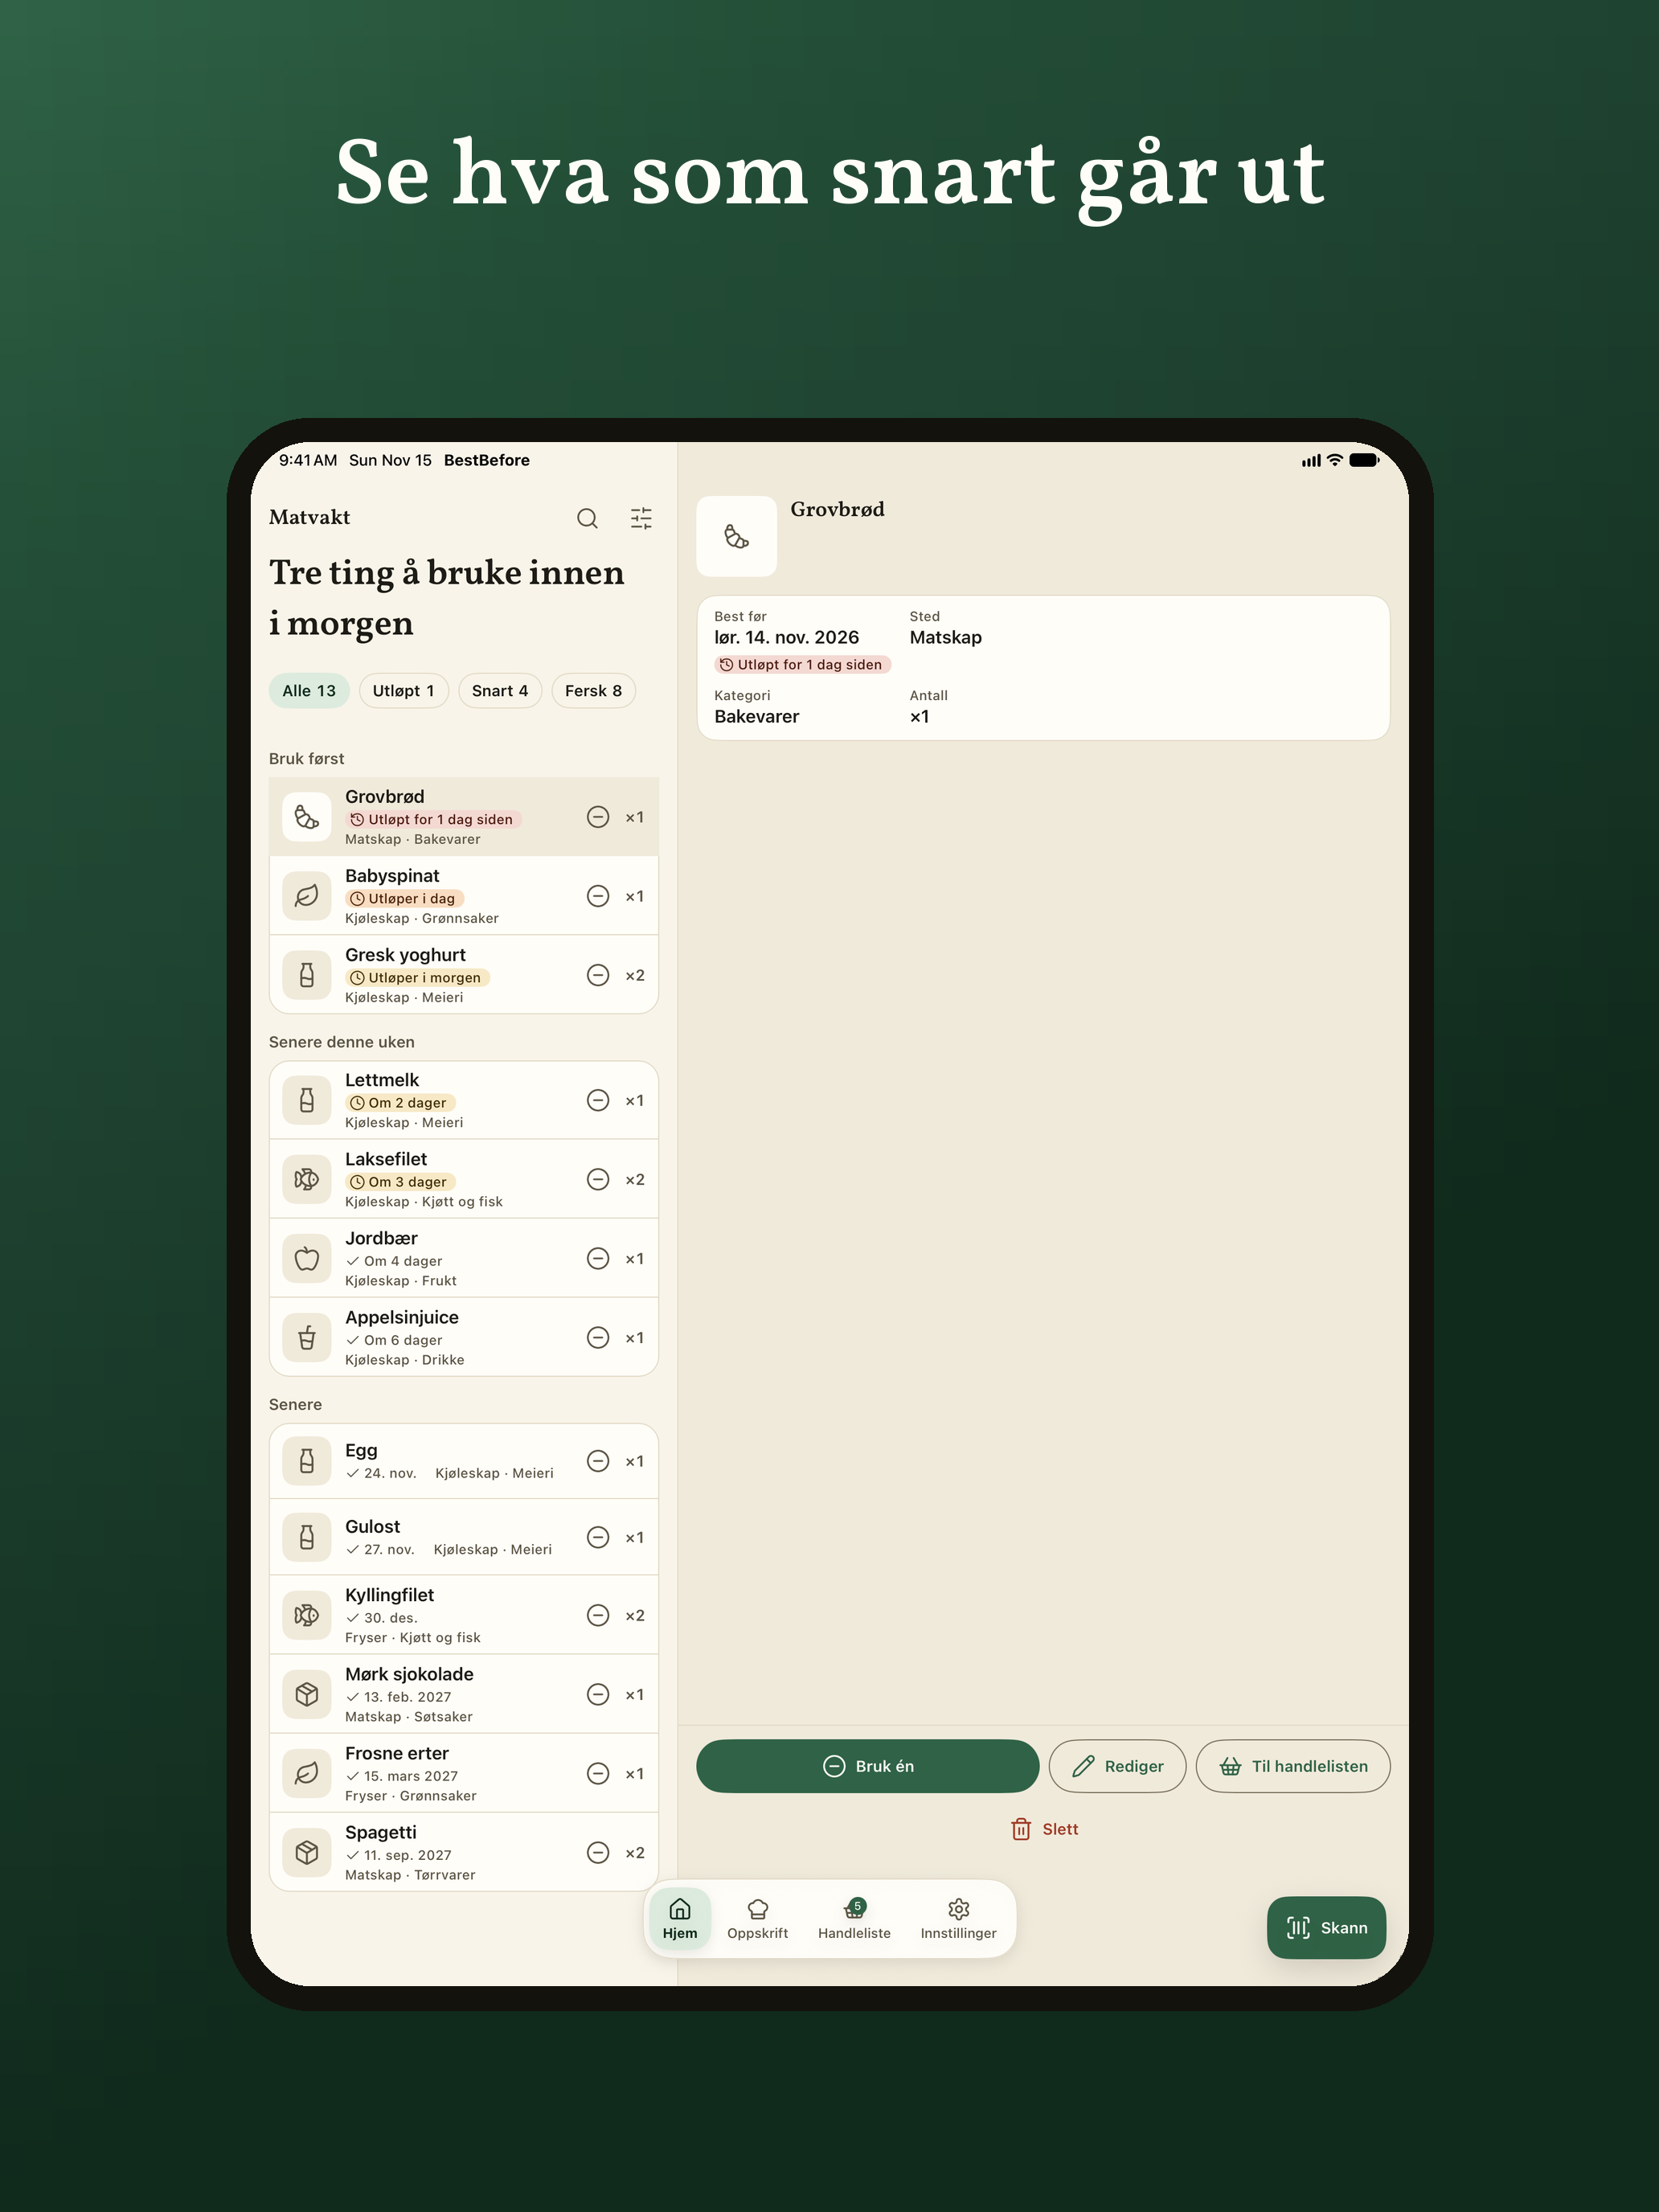 Se hva som snart går ut
9:41 AM Sun Nov 15 BestBefore
Matvakt
Tre ting å bruke innen
i morgen
Alle 13
Utløpt 1
Snart 4
Fersk 8
Bruk først
Grovbrød
Utløpt for 1 dag siden
Matskap · Bakevarer
×1
Babyspinat
Utløper i dag
Kjøleskap · Grønnsaker
×1
Gresk yoghurt
Utløper i morgen
Kjøleskap · Meieri
×2
Senere denne uken
Lettmelk
Om 2 dager
Kjøleskap · Meieri
×1
Laksefilet
Om 3 dager
Kjøleskap · Kjøtt og fisk
×2
Jordbær
Om 4 dager
Kjøleskap · Frukt
×1
Appelsinjuice
Om 6 dager
Kjøleskap · Drikke
×1
Senere
Egg
24. nov. Kjøleskap · Meieri
×1
Gulost
27. nov. Kjøleskap · Meieri
×1
Kyllingfilet
30. des.
Fryser · Kjøtt og fisk
×2
Mørk sjokolade
13. feb. 2027
Matskap · Søtsaker
×1
Frosne erter
15. mars 2027
Fryser · Grønnsaker
×1
Spagetti
11. sep. 2027
Matskap · Tørrvarer
×2
Grovbrød
Best før
lør. 14. nov. 2026
Utløpt for 1 dag siden
Sted
Matskap
Kategori
Bakevarer
Antall
×1
Bruk én
Rediger
Til handlelisten
Slett
Hjem
Oppskrift
5
Handleliste
Innstillinger
Skann